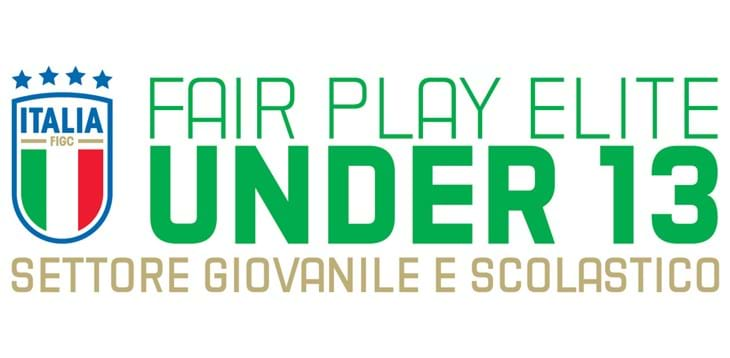 ITALIA
FIGC
FAIR PLAY ELITE
UNDER 13
SETTORE GIOVANILE E SCOLASTICO